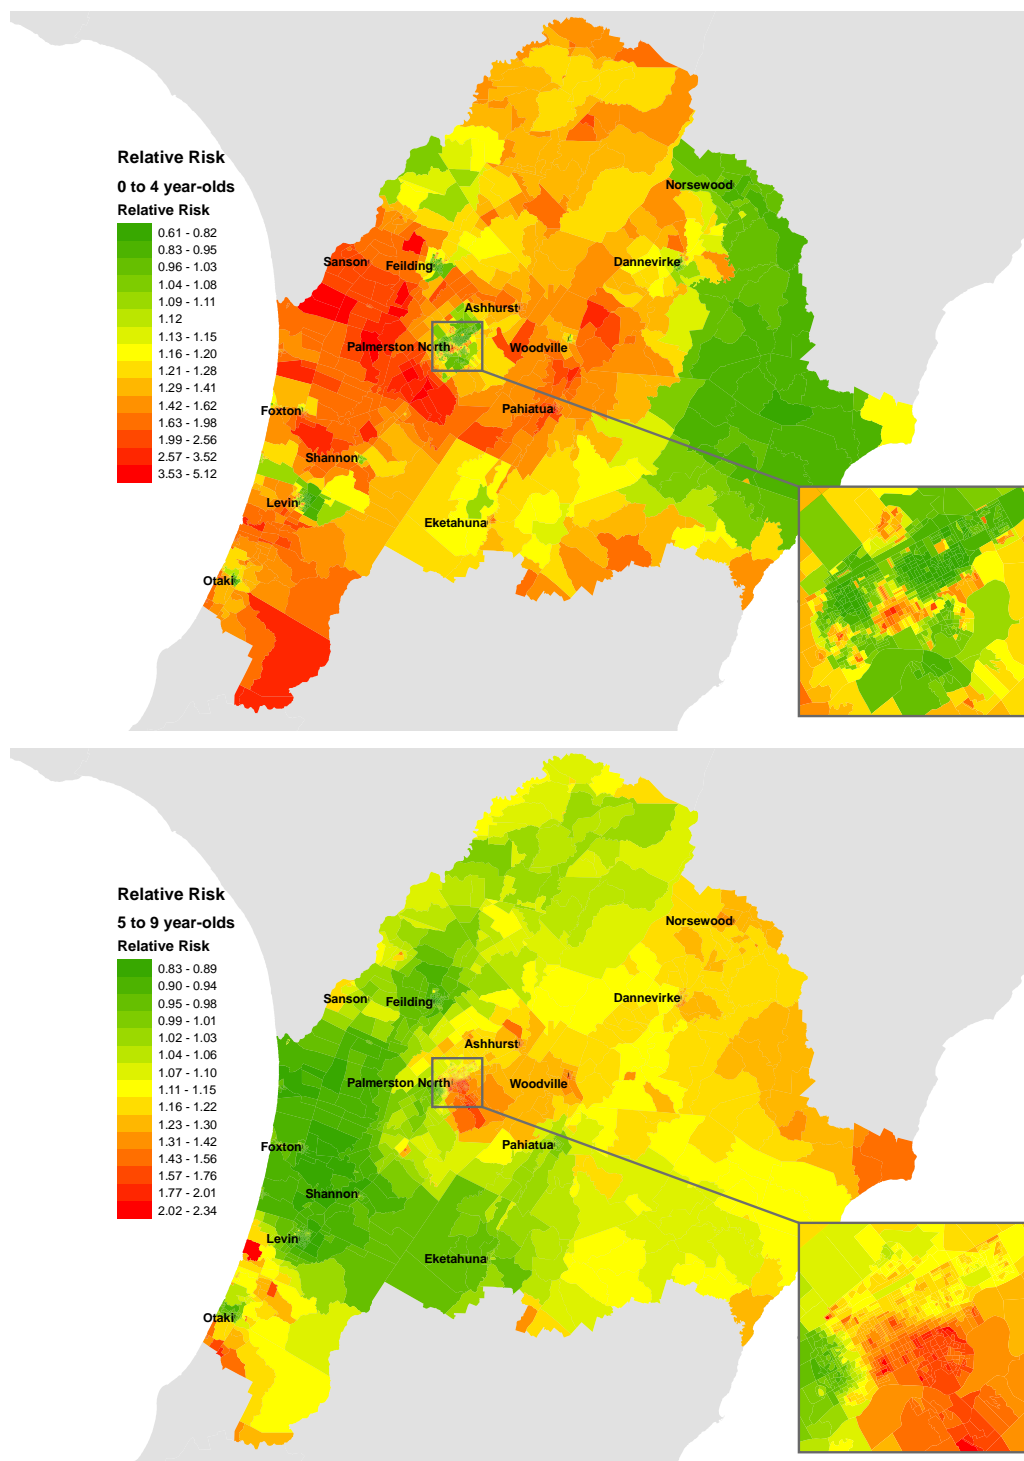 Relative Risk
0 to 4 year-olds
Relative Risk
0.61 - 0.82
0.83 - 0.95
0.96 - 1.03
1.04 - 1.08
1.09 - 1.11
1.12
1.13 - 1.15
1.16 - 1.20
1.21 - 1.28
1.29 - 1.41
1.42 - 1.62
1.63 - 1.98
1.99 - 2.56
2.57 - 3.52
3.53 - 5.12
Norsewood
Sanson
Feilding
Dannevirke
Ashhurst
Palmerston North
Woodville
Foxton
Pahiatua
Shannon
Levin
Eketahuna
Otaki
Relative Risk
5 to 9 year-olds
Relative Risk
0.83 - 0.89
0.90 - 0.94
0.95 - 0.98
0.99 - 1.01
1.02 - 1.03
1.04 - 1.06
1.07 - 1.10
1.11 - 1.15
1.16 - 1.22
1.23 - 1.30
1.31 - 1.42
1.43 - 1.56
1.57 - 1.76
1.77 - 2.01
2.02 - 2.34
Norsewood
Sanson
Feilding
Dannevirke
Ashhurst
Palmerston North
Woodville
Foxton
Pahiatua
Shannon
Levin
Eketahuna
Otaki